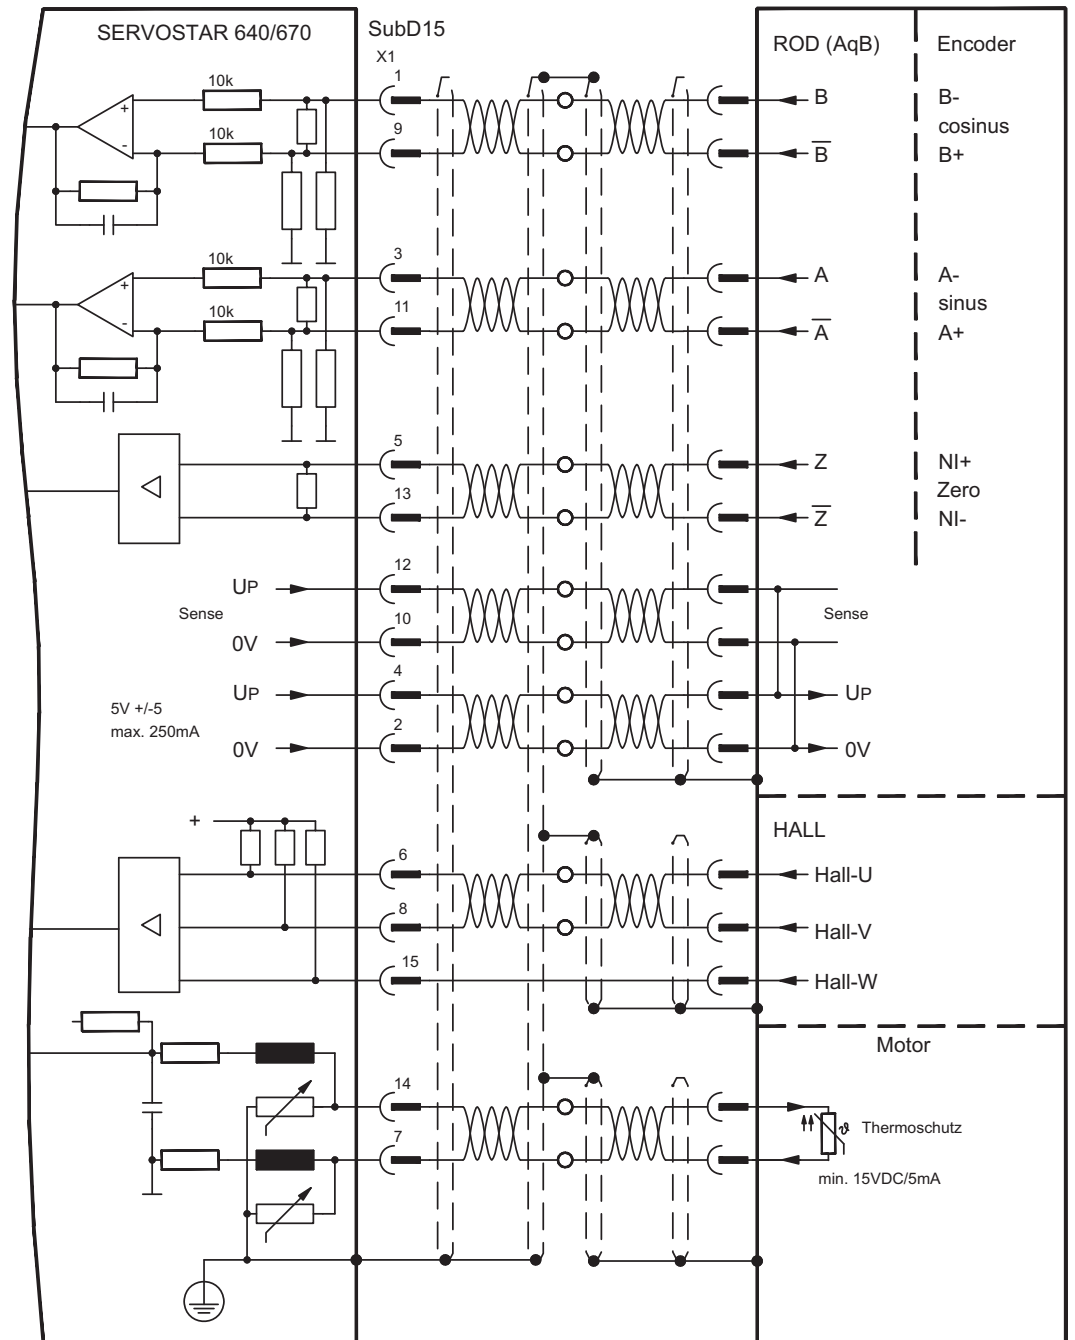 SERVOSTAR 640/670
SubD15
X1
ROD (AqB)
Encoder
10k
1
B
B-
cosinus
+
-
10k
9
B̅
B+
10k
3
A
A-
sinus
+
-
10k
11
A̅
A+
5
Z
NI+
Zero
13
Z̅
NI-
UP
12
Sense
Sense
0V
10
UP
4
UP
5V +/-5
max. 250mA
0V
2
0V
+
HALL
6
Hall-U
8
Hall-V
15
Hall-W
Motor
14
7
ϑ
Thermoschutz
min. 15VDC/5mA